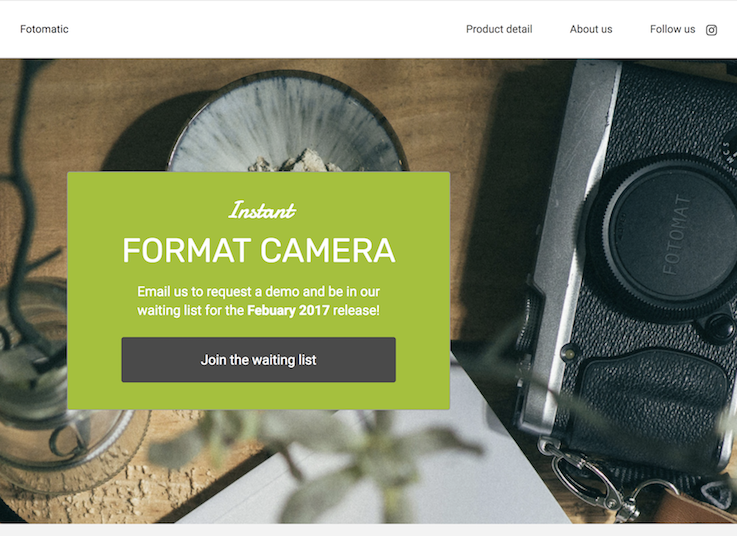 Fotomatic
Product detail
About us
Follow us
Instant
FORMAT CAMERA
Email us to request a demo and be in our
waiting list for the Febuary 2017 release!
Join the waiting list
FOTOMAT